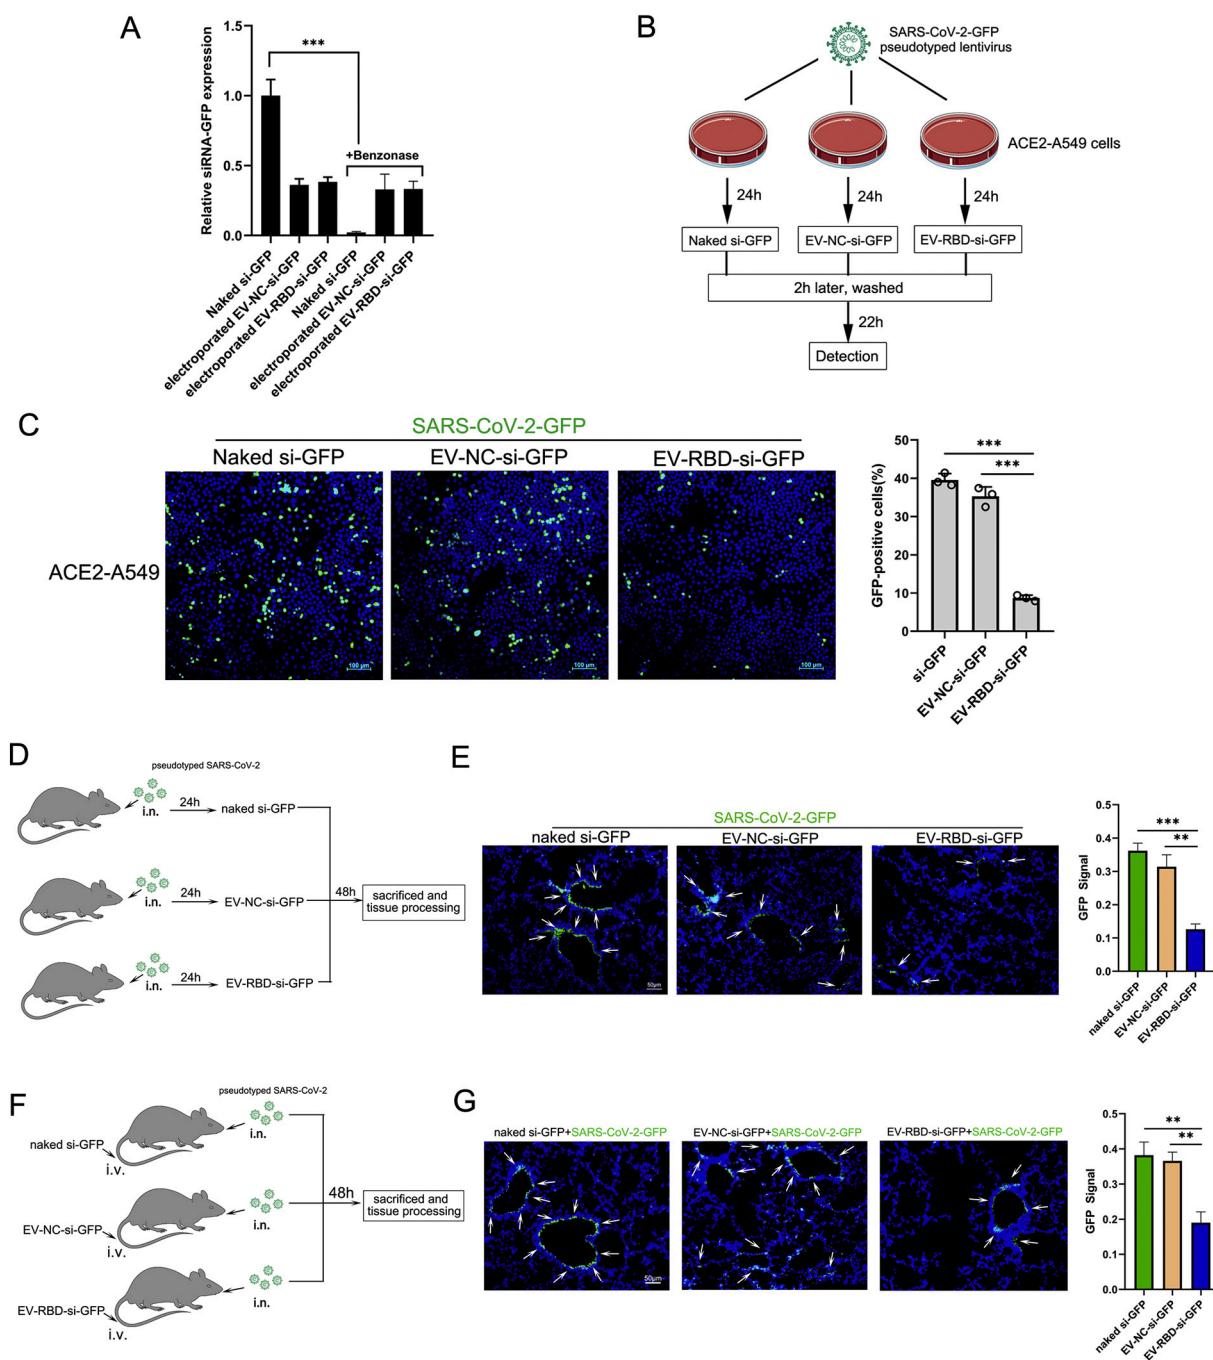 A
Relative siRNA-GFP expression
1.5
1.0
0.5
0.0
***
+Benzonase
Naked si-GFP
electroporated EV-NC-si-GFP
electroporated EV-RBD-si-GFP
Naked si-GFP
electroporated EV-NC-si-GFP
electroporated EV-RBD-si-GFP
B
SARS-CoV-2-GFP
pseudotyped lentivirus
ACE2-A549 cells
24h
24h
24h
Naked si-GFP
EV-NC-si-GFP
EV-RBD-si-GFP
2h later, washed
22h
Detection
C
SARS-CoV-2-GFP
Naked si-GFP
EV-NC-si-GFP
EV-RBD-si-GFP
ACE2-A549
100 μm
100 μm
100 μm
GFP-positive cells(%)
50
40
30
20
10
0
***
***
si-GFP
EV-NC-si-GFP
EV-RBD-si-GFP
D
pseudotyped SARS-CoV-2
i.n.
24h
naked si-GFP
i.n.
24h
EV-NC-si-GFP
i.n.
24h
EV-RBD-si-GFP
48h
sacrificed and
tissue processing
E
SARS-CoV-2-GFP
naked si-GFP
EV-NC-si-GFP
EV-RBD-si-GFP
50μm
GFP Signal
0.5
0.4
0.3
0.2
0.1
0.0
***
**
naked si-GFP
EV-NC-si-GFP
EV-RBD-si-GFP
F
pseudotyped SARS-CoV-2
naked si-GFP
i.v.
i.n.
EV-NC-si-GFP
i.v.
i.n.
EV-RBD-si-GFP
i.v.
i.n.
48h
sacrificed and
tissue processing
G
naked si-GFP+SARS-CoV-2-GFP
EV-NC-si-GFP+SARS-CoV-2-GFP
EV-RBD-si-GFP+SARS-CoV-2-GFP
50μm
GFP Signal
0.5
0.4
0.3
0.2
0.1
0.0
**
**
naked si-GFP
EV-NC-si-GFP
EV-RBD-si-GFP